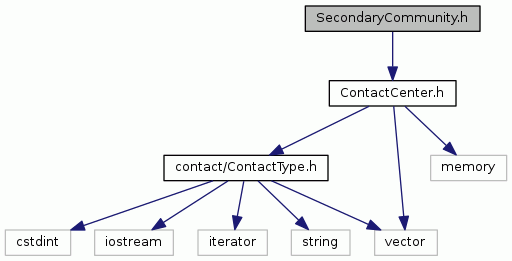 SecondaryCommunity.h
ContactCenter.h
contact/ContactType.h
memory
cstdint
iostream
iterator
string
vector